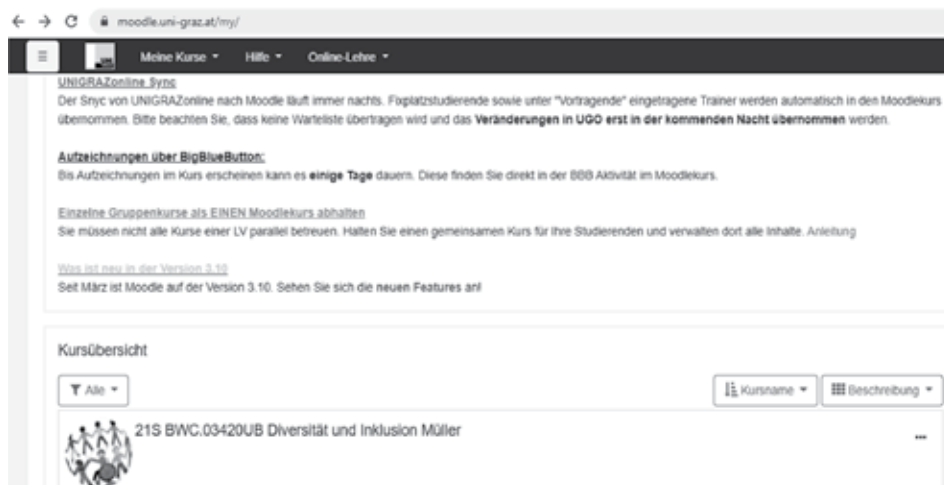 moodle.uni-graz.at/my/
Meine Kurse Hilfe Online-Lehre
UNIGRAZonline Sync
Der Snyc von UNIGRAZonline nach Moodle läuft immer nachts. Fixplatzstudierende sowie unter "Vortragende" eingetragene Trainer werden automatisch in den Moodlekurs
übernommen. Bitte beachten Sie, dass keine Warteliste übertragen wird und das Veränderungen in UGO erst in der kommenden Nacht übernommen werden.
Aufzeichnungen über BigBlueButton:
Bis Aufzeichnungen im Kurs erscheinen kann es einige Tage dauern. Diese finden Sie direkt in der BBB Aktivität im Moodlekurs.
Einzelne Gruppenkurse als EINEN Moodlekurs abhalten
Sie müssen nicht alle Kurse einer LV parallel betreuen. Halten Sie einen gemeinsamen Kurs für Ihre Studierenden und verwalten dort alle Inhalte. Anleitung
Was ist neu in der Version 3.10
Seit März ist Moodle auf der Version 3.10. Sehen Sie sich die neuen Features an!
Kursübersicht
Alle Kursname Beschreibung
21S BWC.03420UB Diversität und Inklusion Müller